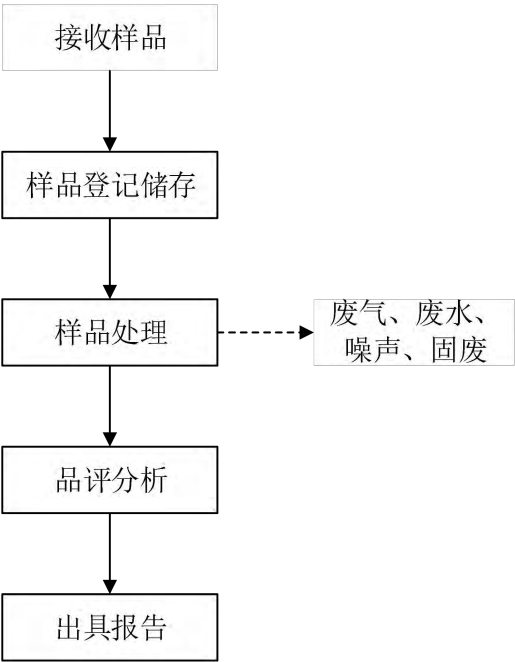 接收样品
样品登记储存
样品处理
废气、废水、
噪声、固废
品评分析
出具报告